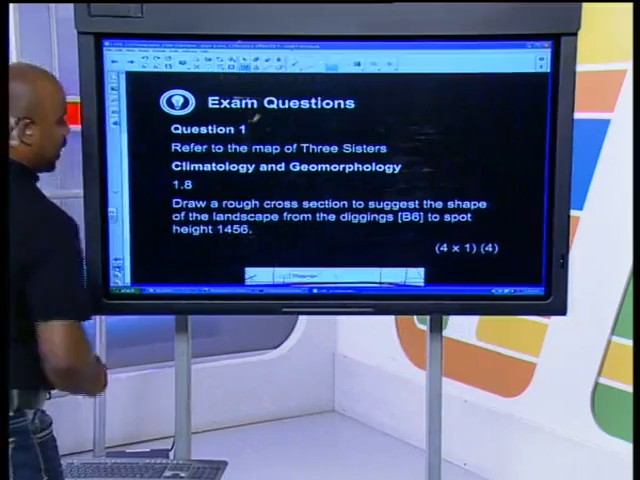 Exam Questions
Question 1
Refer to the map of Three Sisters
Climatology and Geomorphology
1.8
Draw a rough cross section to suggest the shape
of the landscape from the diggings [B6] to spot
height 1456.
(4 x 1) (4)